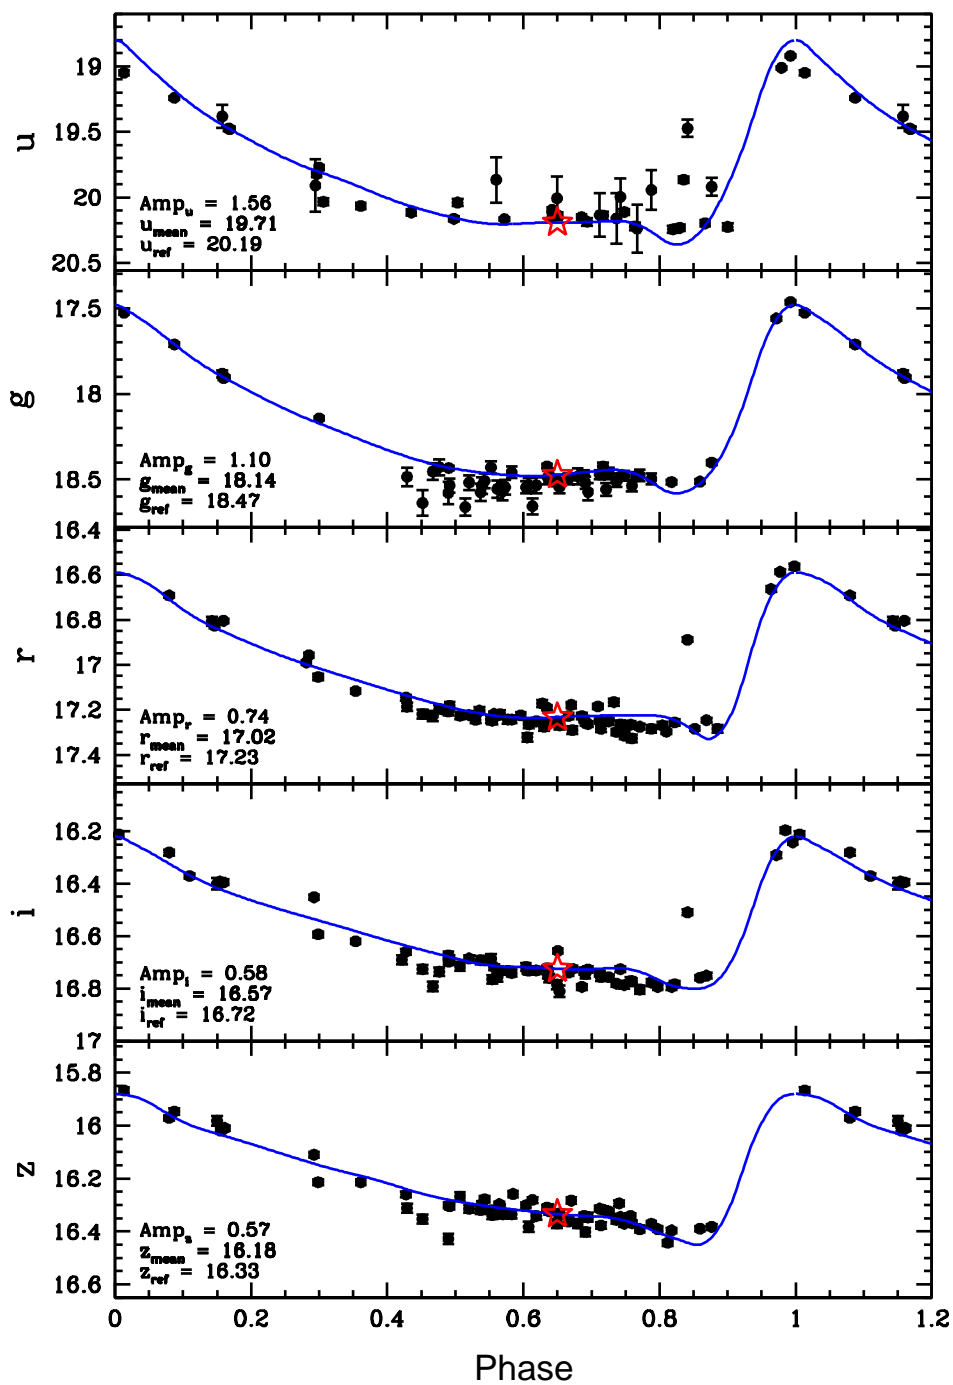 19
19.5
20
20.5
u
Amp_u = 1.56
u_mean = 19.71
u_ref = 20.19
17.5
18
18.5
g
Amp_g = 1.10
g_mean = 18.14
g_ref = 18.47
16.4
16.6
16.8
17
17.2
17.4
r
Amp_r = 0.74
r_mean = 17.02
r_ref = 17.23
16.2
16.4
16.6
16.8
17
i
Amp_i = 0.58
i_mean = 16.57
i_ref = 16.72
15.8
16
16.2
16.4
16.6
z
Amp_z = 0.57
z_mean = 16.18
z_ref = 16.33
0 0.2 0.4 0.6 0.8 1 1.2
Phase